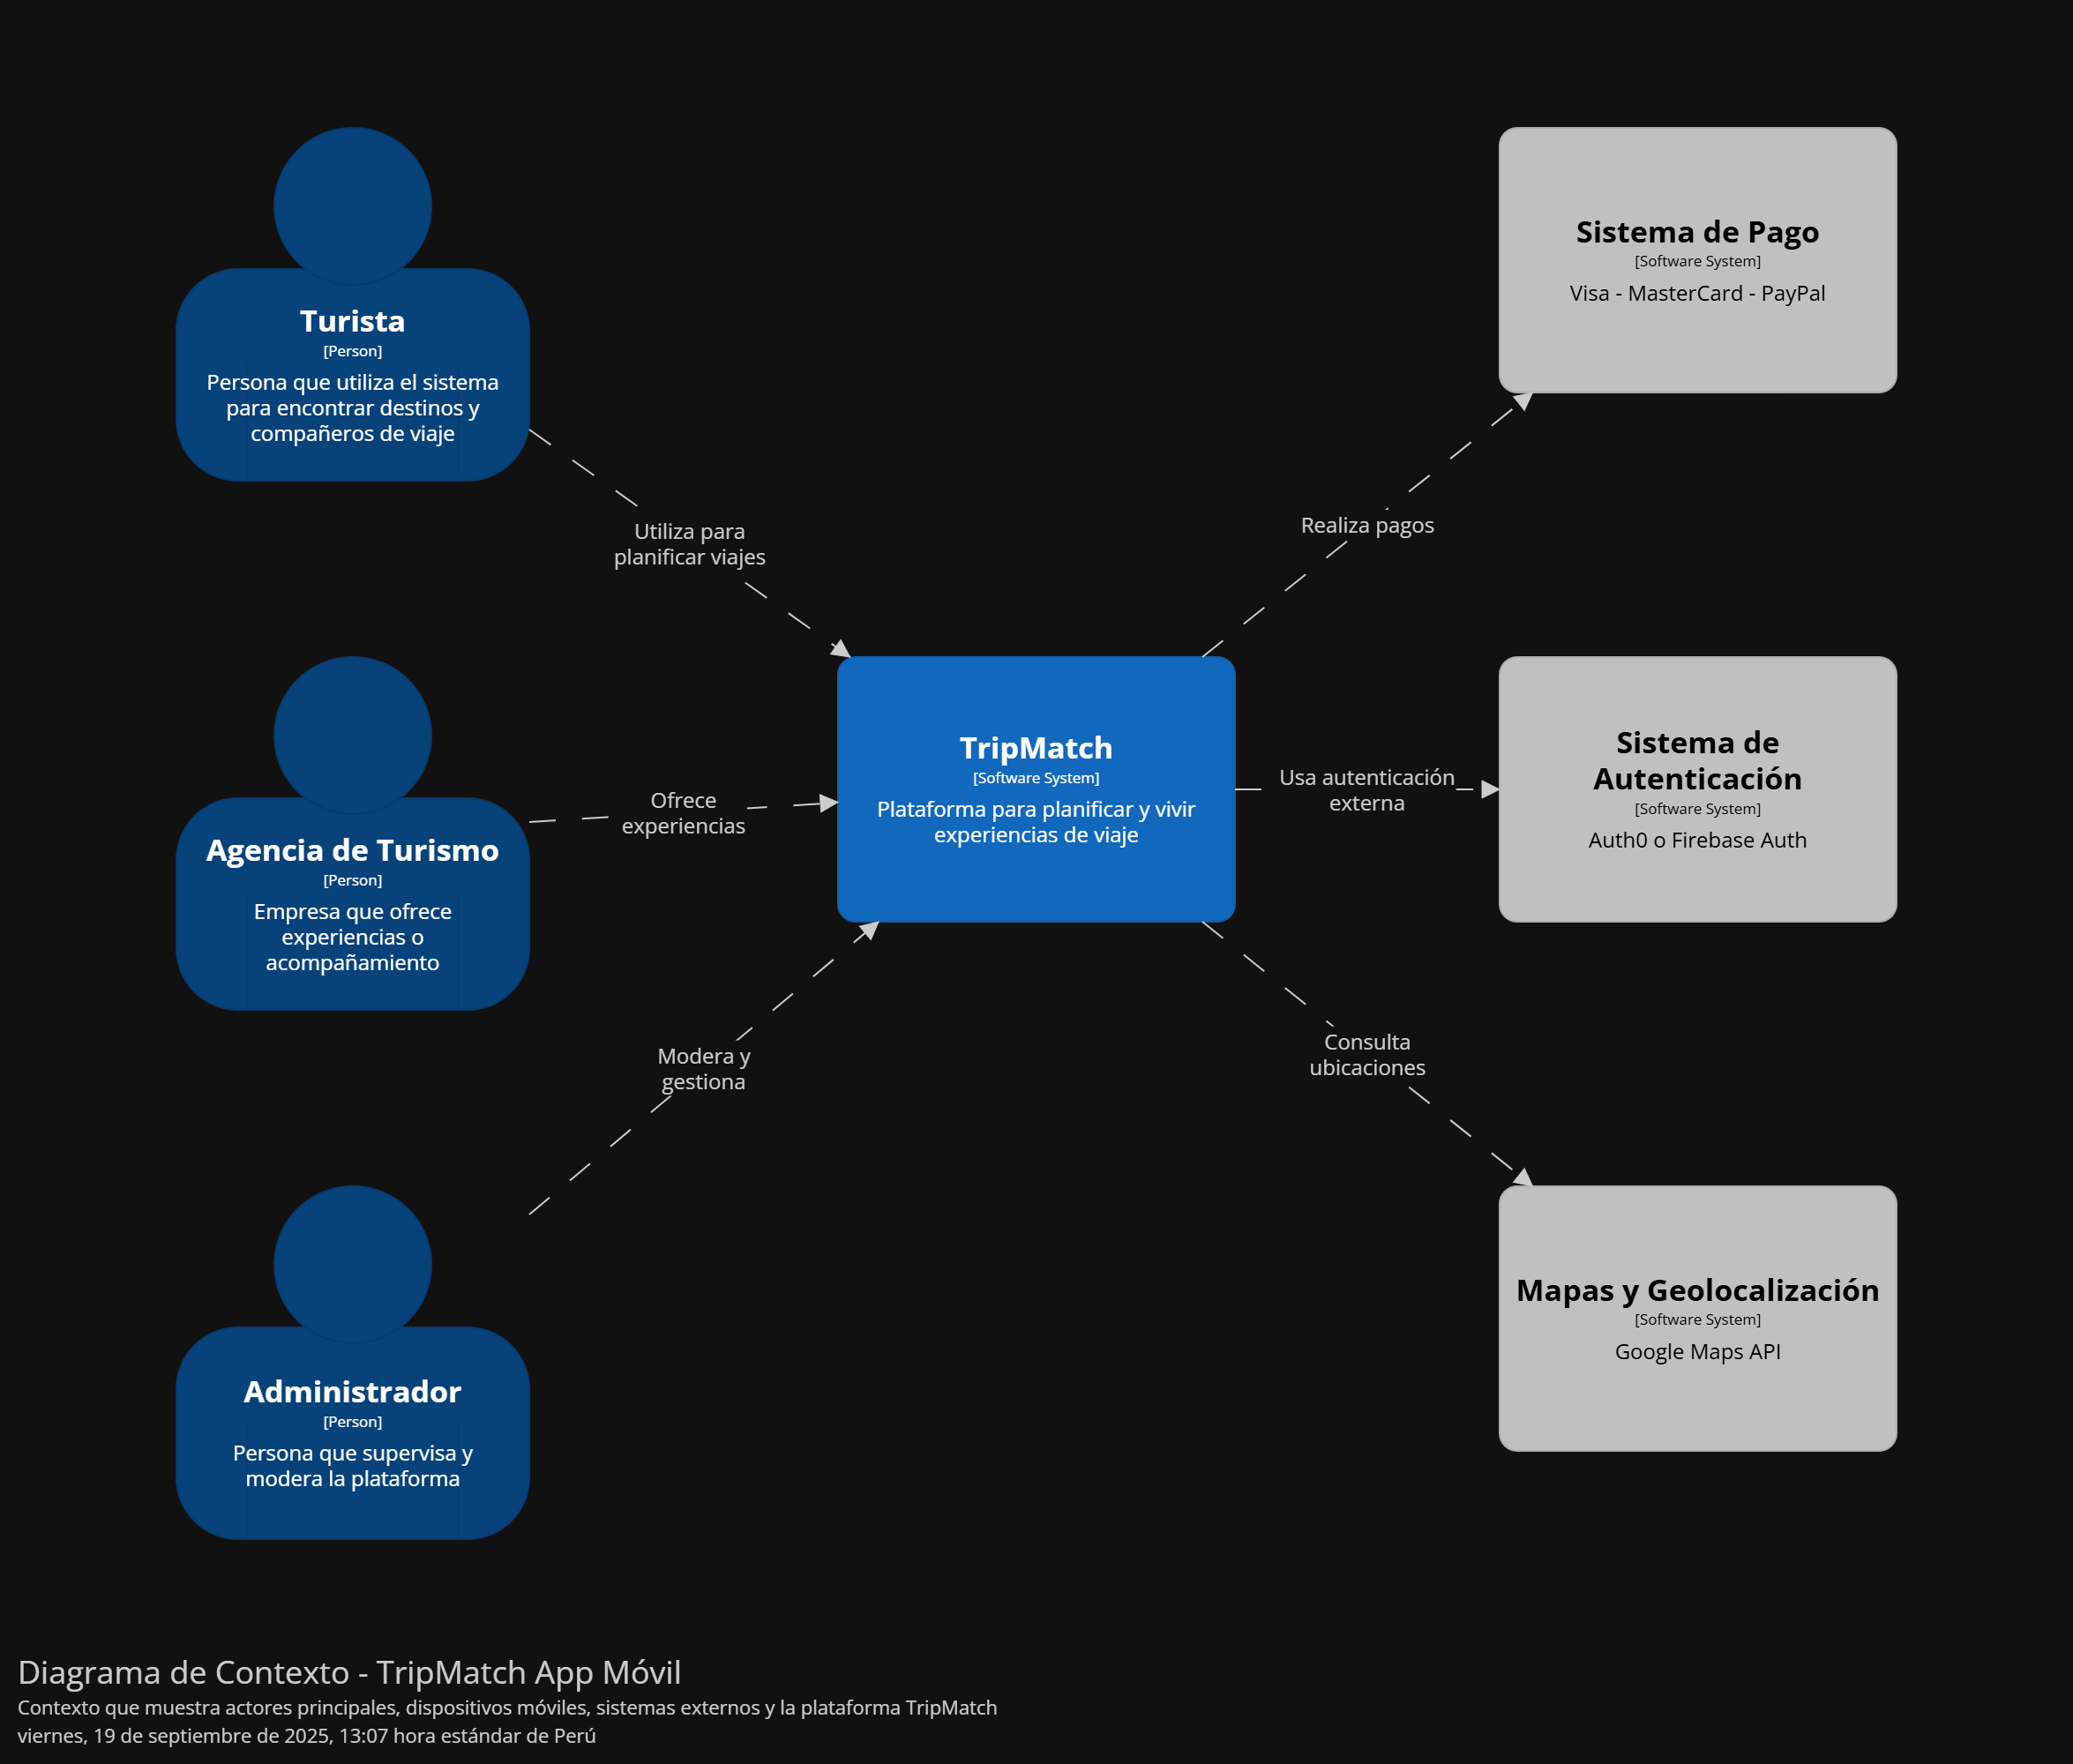 Turista
[Person]
Persona que utiliza el sistema
para encontrar destinos y
compañeros de viaje
Utiliza para
planificar viajes
Agencia de Turismo
[Person]
Empresa que ofrece
experiencias o
acompañamiento
Ofrece
experiencias
Administrador
[Person]
Persona que supervisa y
modera la plataforma
Modera y
gestiona
TripMatch
[Software System]
Plataforma para planificar y vivir
experiencias de viaje
Realiza pagos
Sistema de Pago
[Software System]
Visa - MasterCard - PayPal
Usa autenticación
externa
Sistema de
Autenticación
[Software System]
Auth0 o Firebase Auth
Consulta
ubicaciones
Mapas y Geolocalización
[Software System]
Google Maps API
Diagrama de Contexto - TripMatch App Móvil
Contexto que muestra actores principales, dispositivos móviles, sistemas externos y la plataforma TripMatch
viernes, 19 de septiembre de 2025, 13:07 hora estándar de Perú